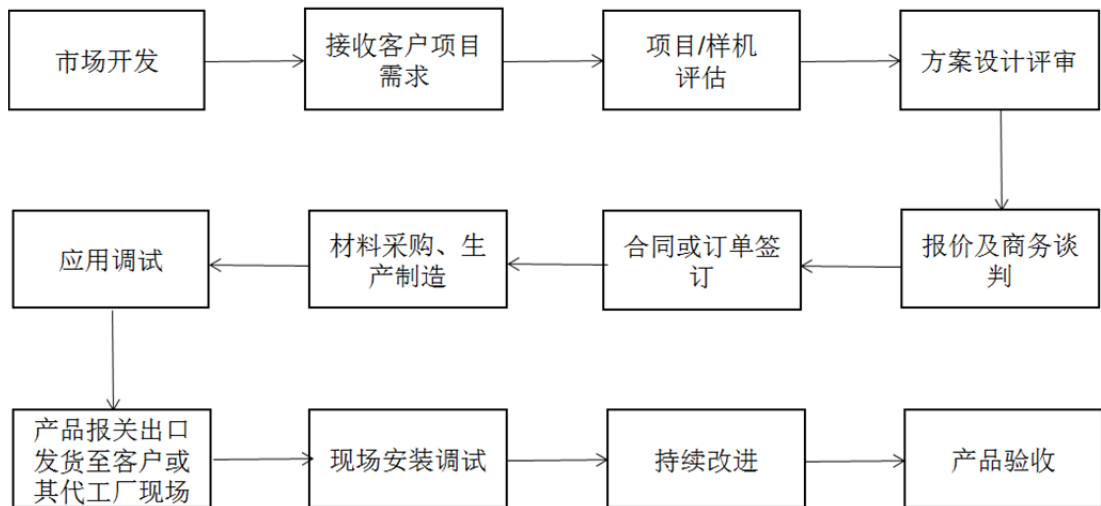 市场开发
接收客户项目
需求
项目/样机
评估
方案设计评审
报价及商务谈
判
合同或订单签
订
材料采购、生
产制造
应用调试
产品报关出口
发货至客户或
其代工厂现场
现场安装调试
持续改进
产品验收